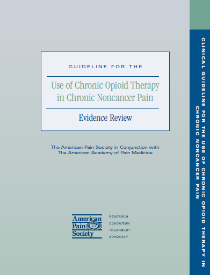 GUIDELINE FOR THE
Use of Chronic Opioid Therapy
in Chronic Noncancer Pain
Evidence Review
The American Pain Society in Conjunction with
The American Academy of Pain Medicine
American
Pain
Society
RESEARCH
EDUCATION
TREATMENT
ADVOCACY
CLINICAL GUIDELINE FOR THE USE OF CHRONIC OPIOID THERAPY IN
CHRONIC NONCANCER PAIN